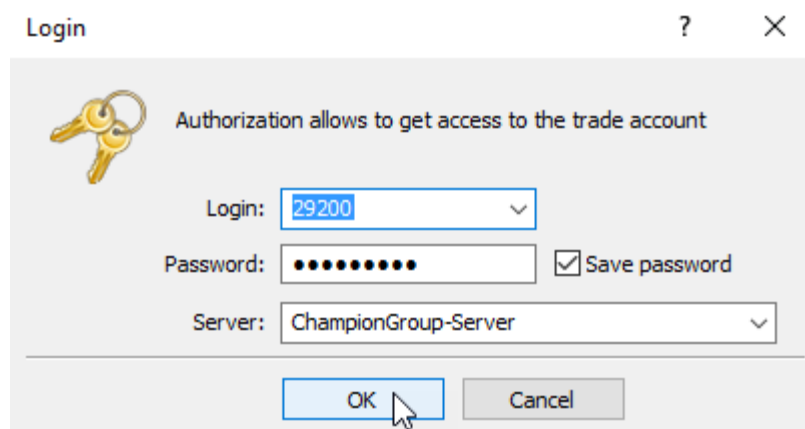 Login ?
Authorization allows to get access to the trade account
Login: 29200
Password: ●●●●●●●●● Save password
Server: ChampionGroup-Server
OK Cancel